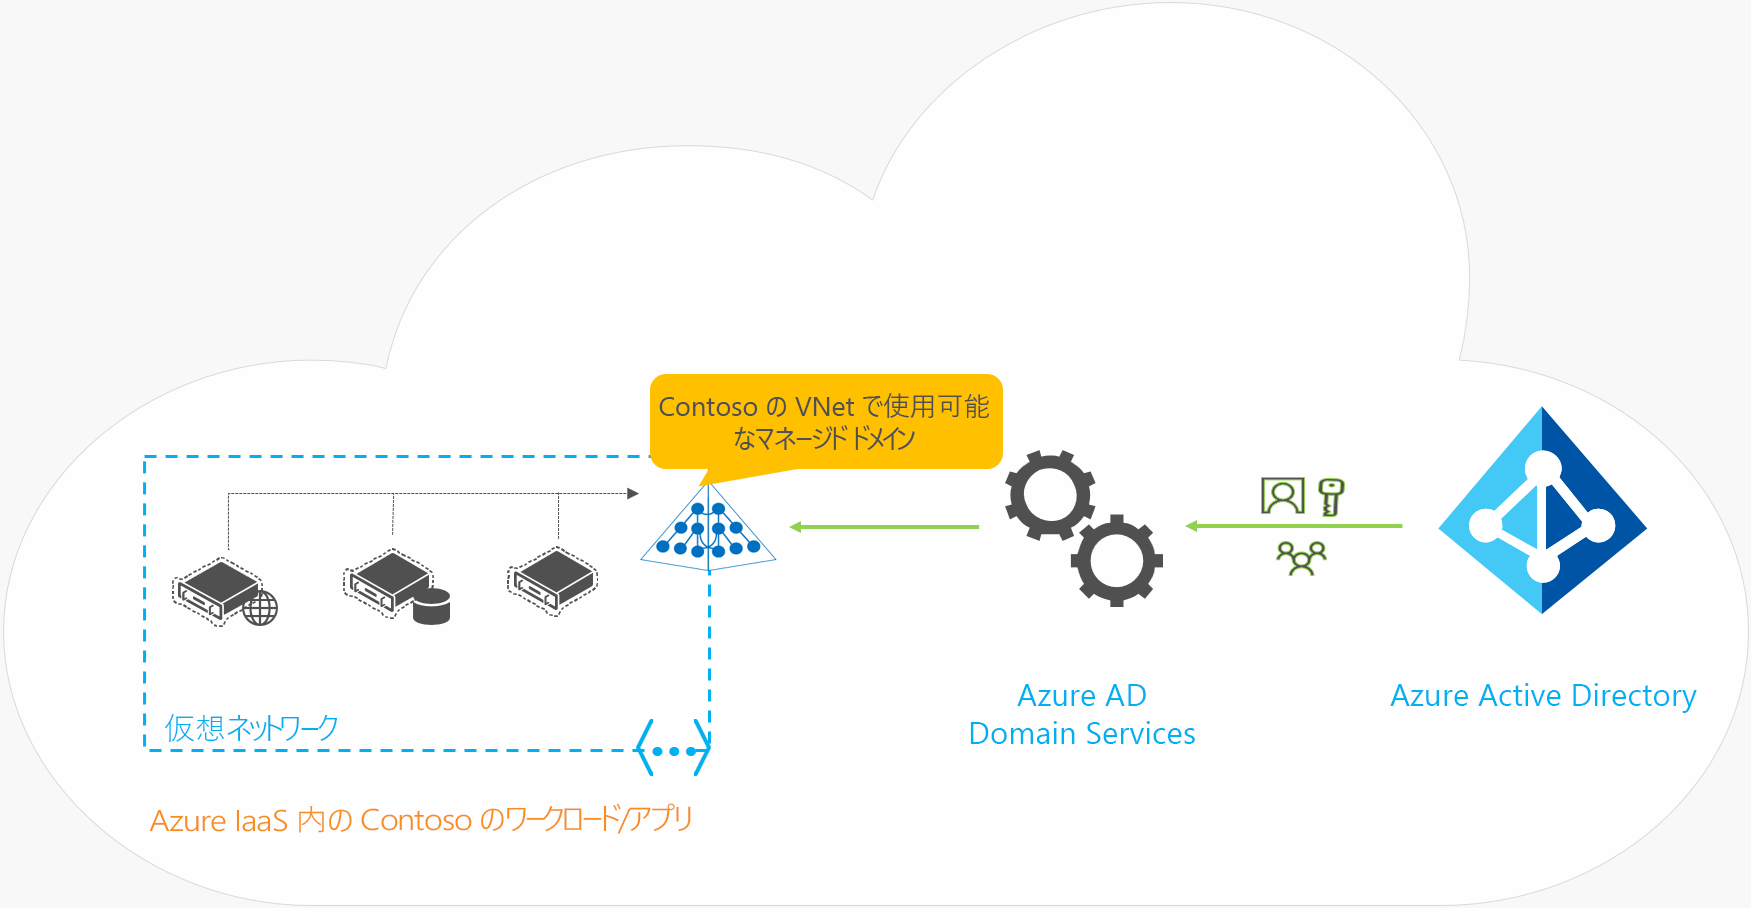 Contoso の VNet で使用可能
なマネージド ドメイン
Azure AD
Domain Services
Azure Active Directory
仮想ネットワーク
Azure IaaS 内の Contoso のワークロード/アプリ